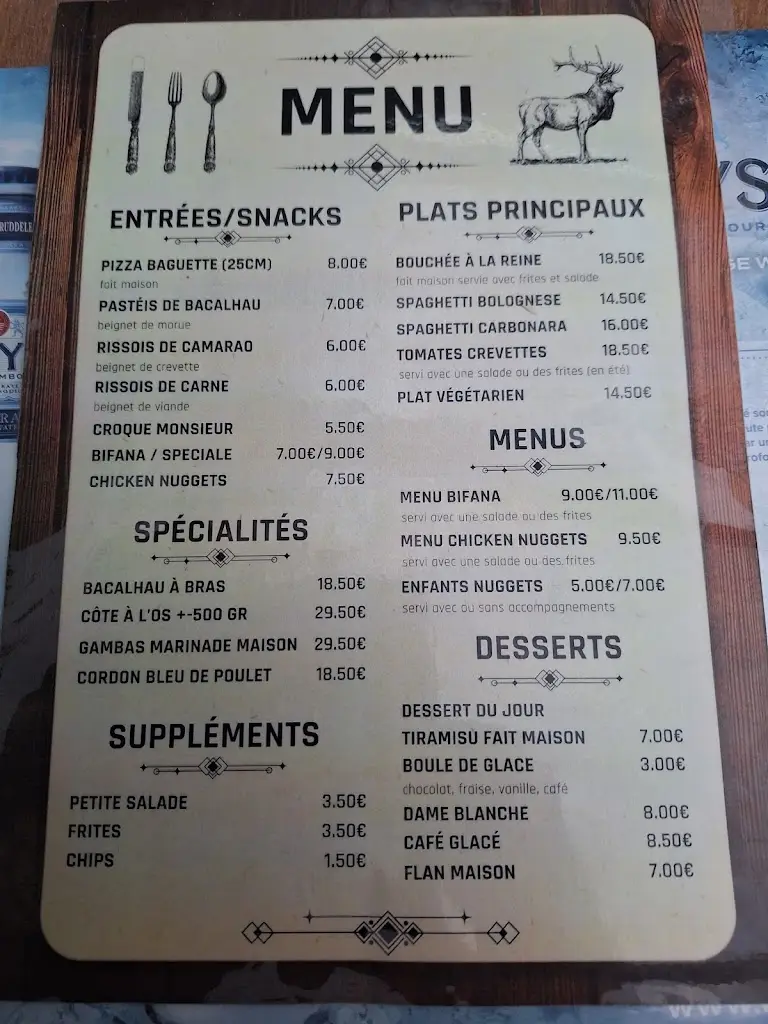 MENU
ENTRÉES/SNACKS
PIZZA BAGUETTE (25CM) 8.00€
fait maison
PASTÉIS DE BACALHAU 7.00€
beignet de morue
RISSOIS DE CAMARAO 6.00€
beignet de crevette
RISSOIS DE CARNE 6.00€
beignet de viande
CROQUE MONSIEUR 5.50€
BIFANA / SPECIALE 7.00€/9.00€
CHICKEN NUGGETS 7.50€
SPÉCIALITÉS
BACALHAU À BRAS 18.50€
CÔTE À L'OS +-500 GR 29.50€
GAMBAS MARINADE MAISON 29.50€
CORDON BLEU DE POULET 18.50€
SUPPLÉMENTS
PETITE SALADE 3.50€
FRITES 3.50€
CHIPS 1.50€
PLATS PRINCIPAUX
BOUCHÉE À LA REINE 18.50€
fait maison servie avec frites et salade
SPAGHETTI BOLOGNESE 14.50€
SPAGHETTI CARBONARA 16.00€
TOMATES CREVETTES 18.50€
servi avec une salade ou des frites (en été)
PLAT VÉGÉTARIEN 14.50€
MENUS
MENU BIFANA 9.00€/11.00€
servi avec une salade ou des frites
MENU CHICKEN NUGGETS 9.50€
servi avec une salade ou des frites
ENFANTS NUGGETS 5.00€/7.00€
servi avec ou sans accompagnements
DESSERTS
DESSERT DU JOUR
TIRAMISU FAIT MAISON 7.00€
BOULE DE GLACE 3.00€
chocolat, fraise, vanille, café
DAME BLANCHE 8.00€
CAFÉ GLACÉ 8.50€
FLAN MAISON 7.00€